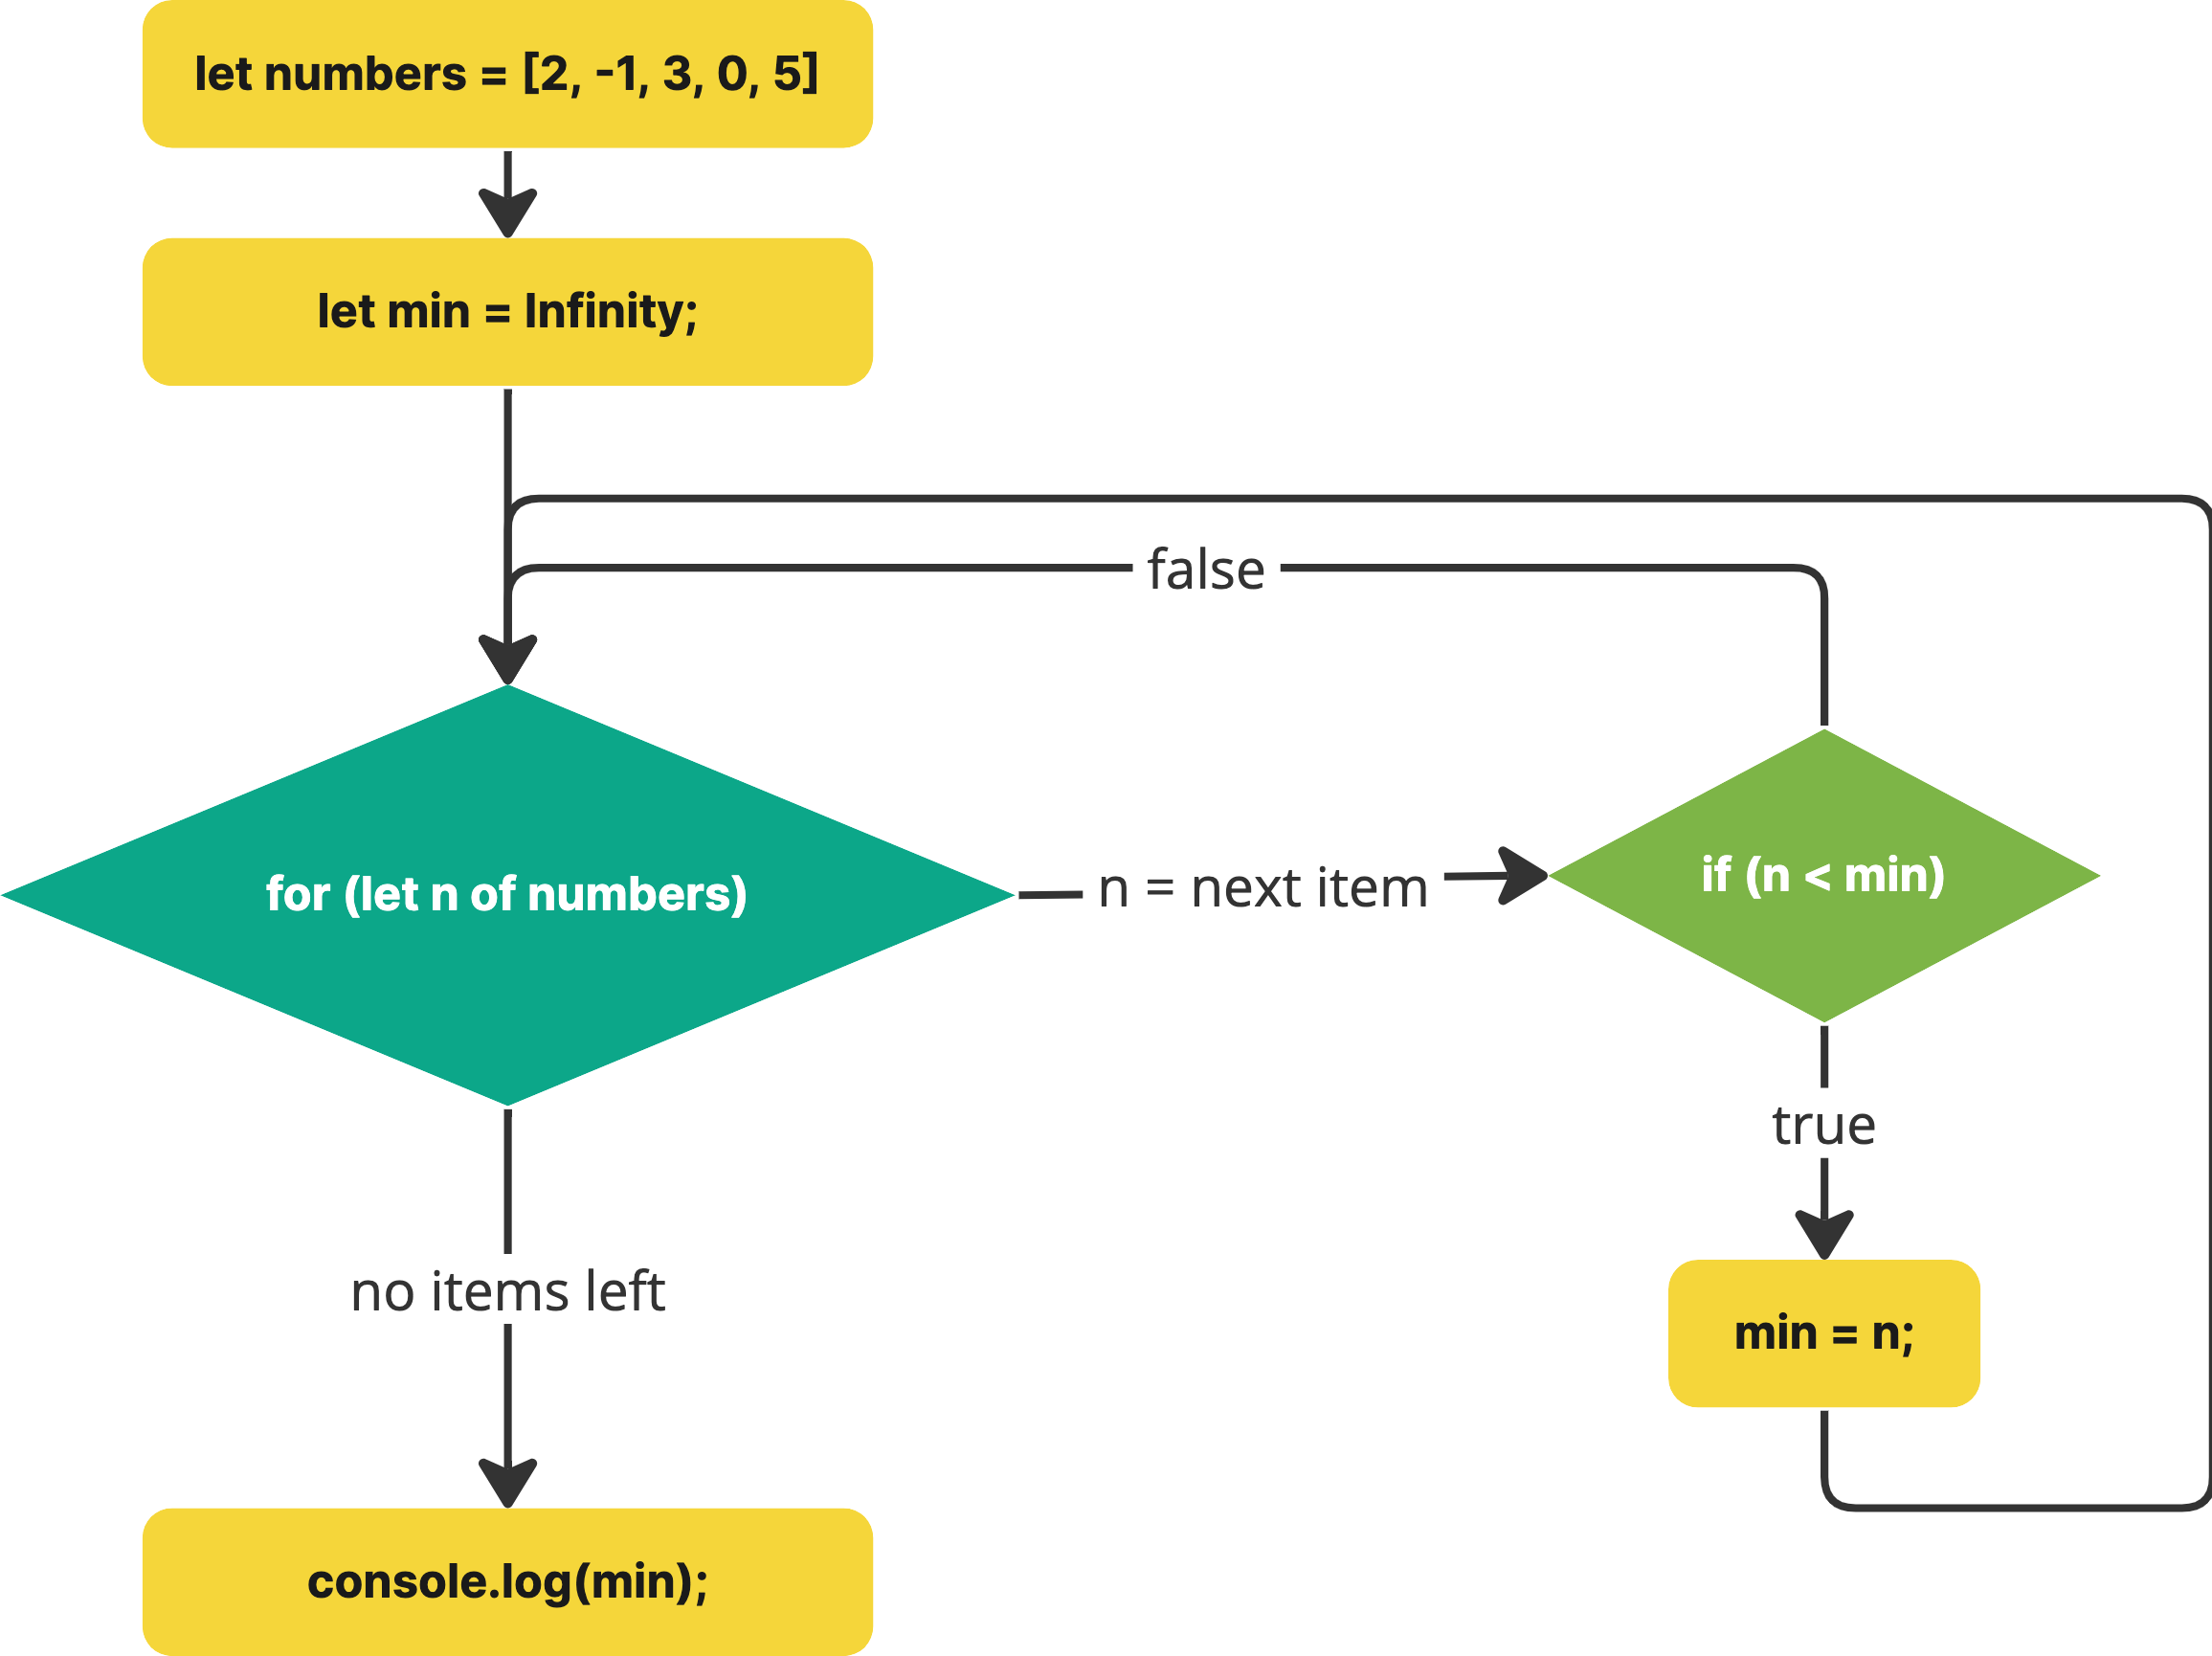 let numbers = [2, -1, 3, 0, 5]
let min = Infinity;
false
for (let n of numbers)
n = next item
if (n < min)
true
no items left
min = n;
console.log(min);